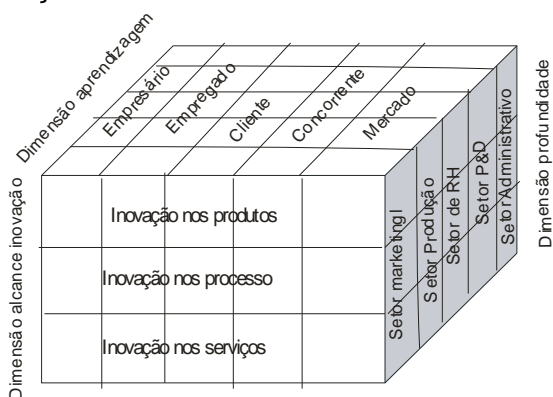 Dimensão aprendizagem
Empresário
Empregado
Cliente
Concorrente
Mercado
Dimensão alcance inovação
Inovação nos produtos
Inovação nos processo
Inovação nos serviços
Setor marketingl
Setor Produção
Setor de RH
Setor P&D
Setor Administrativo
Dimensão profundidade